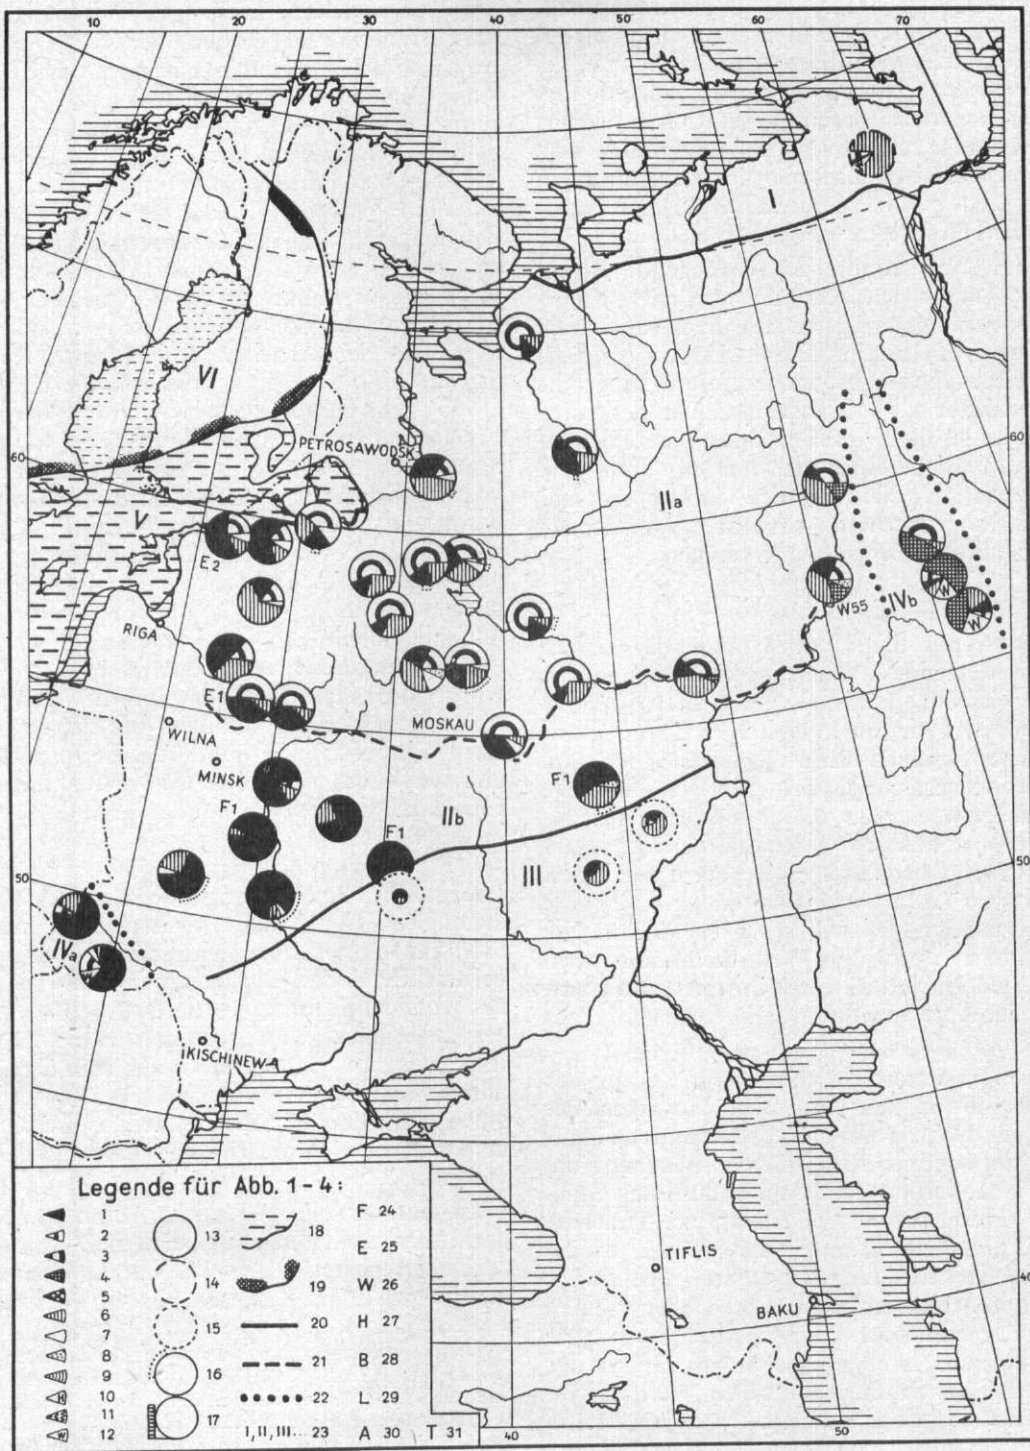 10 20 30 40 50 60 70
I
VI
PETROSAWODSK
60
60
IIa
V
E2
RIGA
W55
IVb
W
W
E1
WILNA
MOSKAU
MINSK
F1
F1
IIb
F1
III
50
50
IVa
KISCHINEW
TIFLIS
BAKU
40
40
50
Legende für Abb. 1-4:
1 13 18 F 24
2
3 14 19 E 25
4
5 15 20 W 26
6
7 H 27
8 16 21 B 28
9
10 22 L 29
11 17
12 I, II, III... 23 A 30 T 31